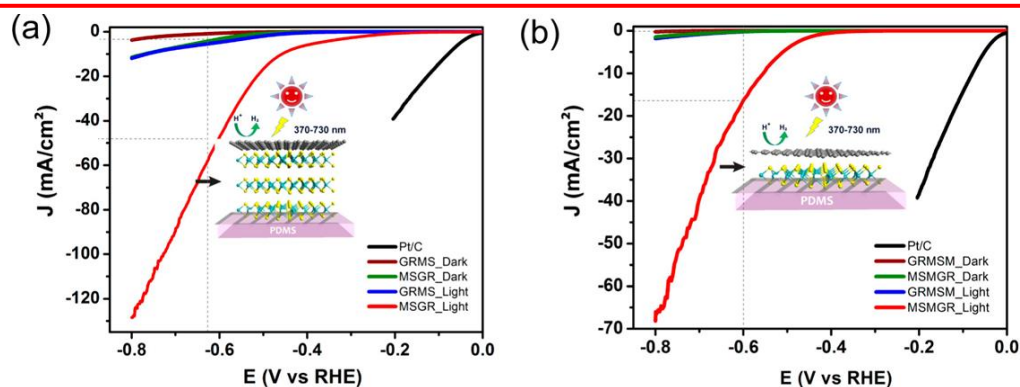 (a)
0
-20
-40
-60
-80
-100
-120
J (mA/cm²)
-0.8
-0.6
-0.4
-0.2
0.0
E (V vs RHE)
H⁺
H₂
370-730 nm
PDMS
Pt/C
GRMS_Dark
MSGR_Dark
GRMS_Light
MSGR_Light
(b)
0
-10
-20
-30
-40
-50
-60
-70
J (mA/cm²)
-0.8
-0.6
-0.4
-0.2
0.0
E (V vs RHE)
H⁺
H₂
370-730 nm
PDMS
Pt/C
GRMSM_Dark
MSMGR_Dark
GRMSM_Light
MSMGR_Light